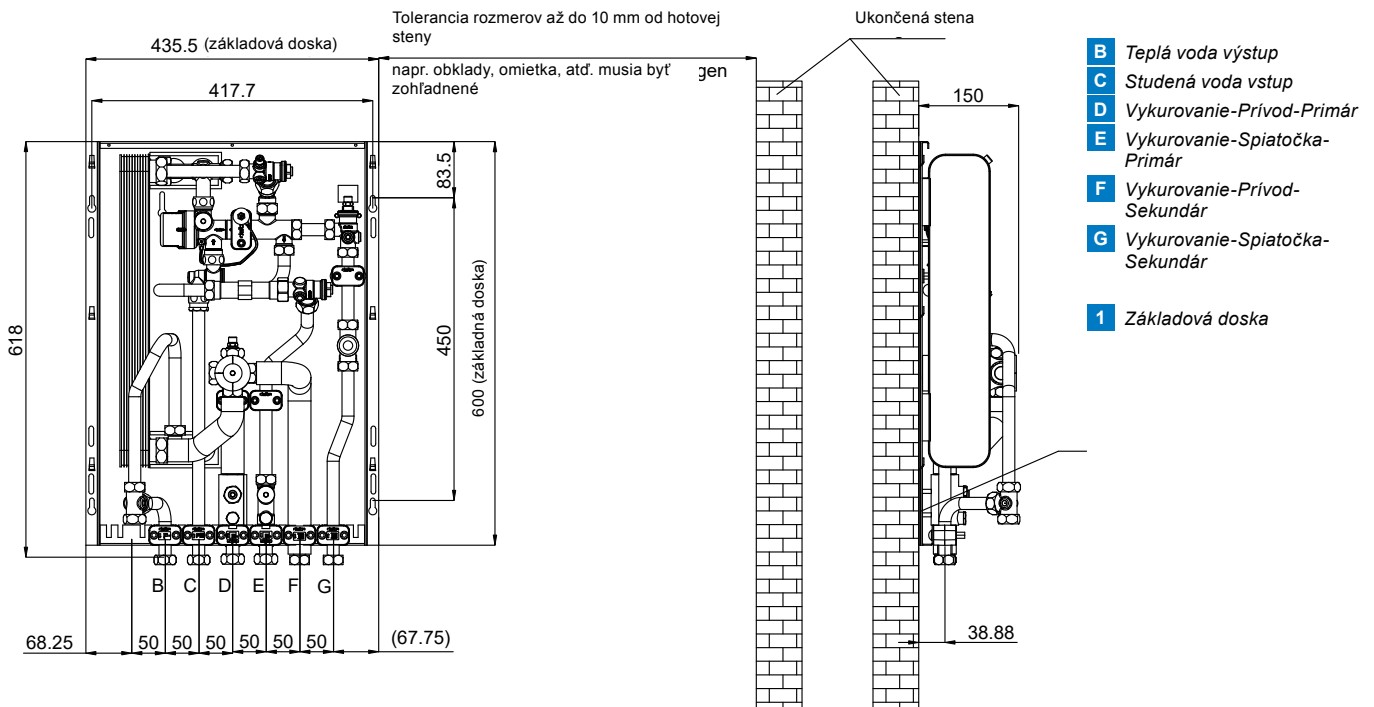 Tolerancia rozmerov až do 10 mm od hotovej
steny
napr. obklady, omietka, atď. musia byť
zohľadnené
gen
Ukončená stena
435.5 (základová doska)
417.7
150
83.5
618
450
600 (základná doska)
B C D E F G
68.25 50 50 50 50 50 50 (67.75)
38.88
B Teplá voda výstup
C Studená voda vstup
D Vykurovanie-Prívod-Primár
E Vykurovanie-Spiatočka-
Primár
F Vykurovanie-Prívod-
Sekundár
G Vykurovanie-Spiatočka-
Sekundár
1 Základová doska